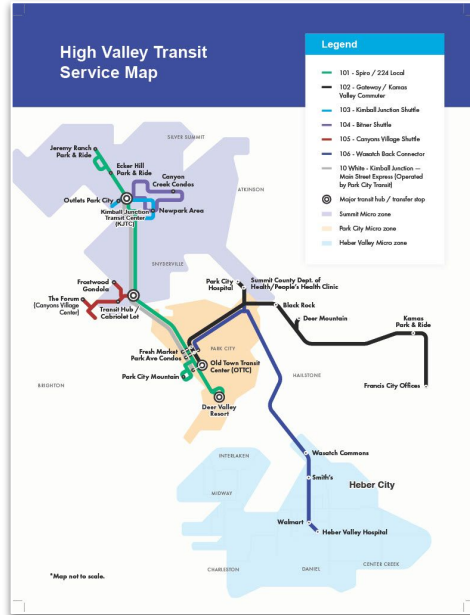 High Valley Transit
Service Map
Legend
101 - Spiro / 224 Local
102 - Gateway / Kamas
Valley Commuter
103 - Kimball Junction Shuttle
104 - Bitner Shuttle
105 - Canyons Village Shuttle
106 - Wasatch Back Connector
10 White - Kimball Junction —
Main Street Express (Operated
by Park City Transit)
Major transit hub / transfer stop
Summit Micro zone
Park City Micro zone
Heber Valley Micro zone
SILVER SUMMIT
Jeremy Ranch
Park & Ride
Ecker Hill
Park & Ride
Canyon
Creek Condos
ATKINSON
Outlets Park City
Kimball Junction
Transit Center
(KJTC)
Newpark Area
SNYDERVILLE
Frostwood
Gondola
The Forum
(Canyons Village
Center)
Transit Hub /
Cabriolet Lot
Park City
Hospital
Summit County Dept. of
Health/People's Health Clinic
Black Rock
Deer Mountain
Kamas
Park & Ride
Fresh Market
Park Ave Condos
PARK CITY
Old Town Transit
Center (OTTC)
Park City Mountain
HAILSTONE
Francis City Offices
BRIGHTON
Deer Valley
Resort
INTERLAKEN
Wasatch Commons
Smith's
Heber City
MIDWAY
Walmart
Heber Valley Hospital
CHARLESTON
DANIEL
CENTER CREEK
*Map not to scale.